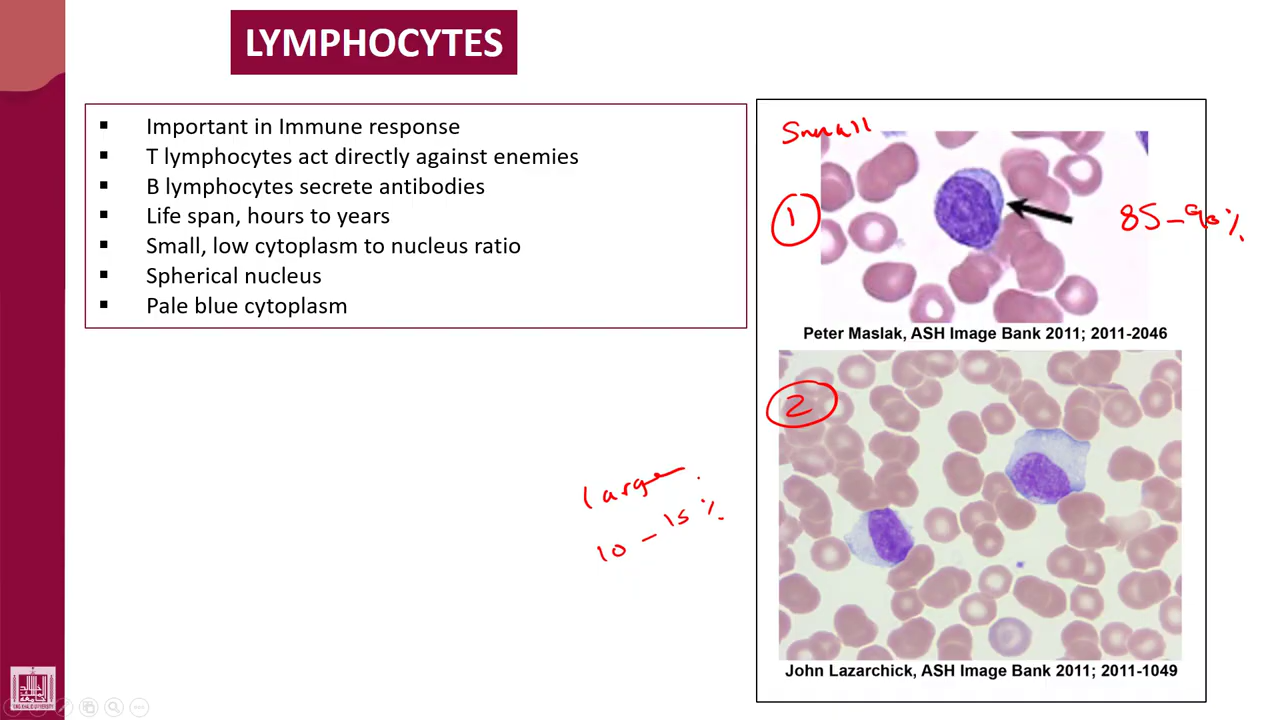 LYMPHOCYTES
▪ Important in Immune response
▪ T lymphocytes act directly against enemies
▪ B lymphocytes secrete antibodies
▪ Life span, hours to years
▪ Small, low cytoplasm to nucleus ratio
▪ Spherical nucleus
▪ Pale blue cytoplasm
Small
1
85-90%
Peter Maslak, ASH Image Bank 2011; 2011-2046
2
large
10-15%
John Lazarchick, ASH Image Bank 2011; 2011-1049